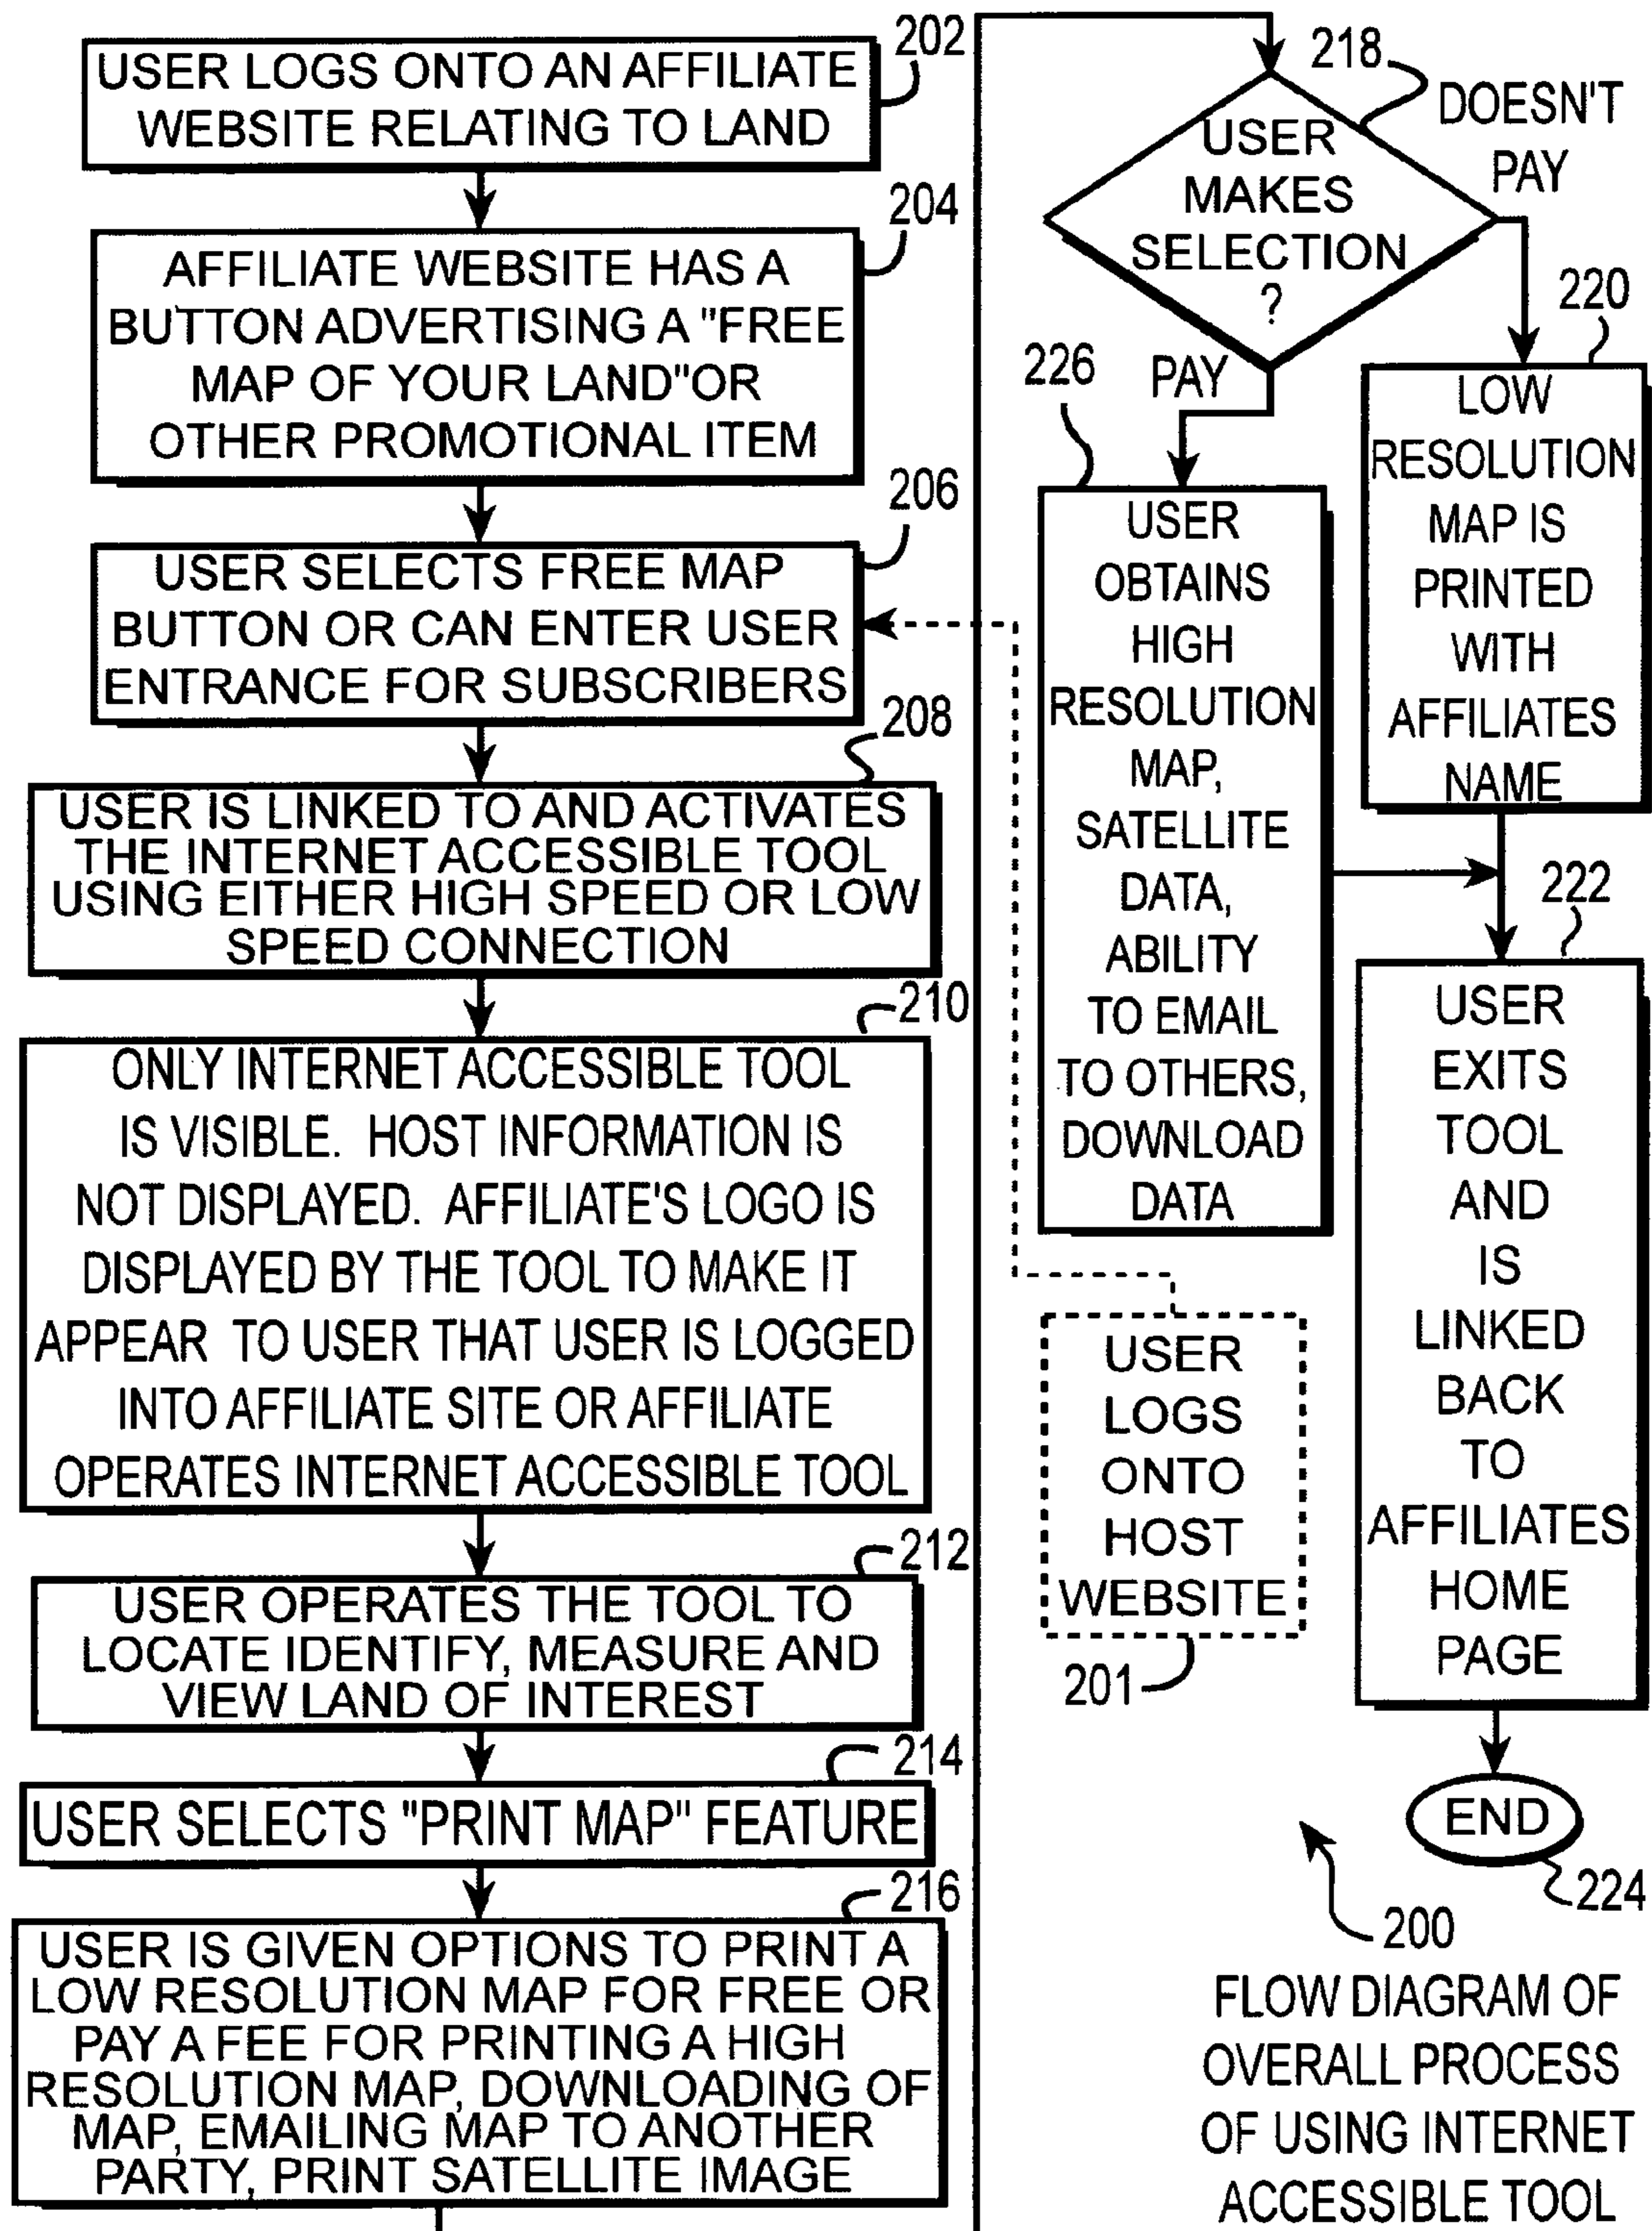 202
USER LOGS ONTO AN AFFILIATE
WEBSITE RELATING TO LAND
204
AFFILIATE WEBSITE HAS A
BUTTON ADVERTISING A "FREE
MAP OF YOUR LAND"OR
OTHER PROMOTIONAL ITEM
206
USER SELECTS FREE MAP
BUTTON OR CAN ENTER USER
ENTRANCE FOR SUBSCRIBERS
208
USER IS LINKED TO AND ACTIVATES
THE INTERNET ACCESSIBLE TOOL
USING EITHER HIGH SPEED OR LOW
SPEED CONNECTION
210
ONLY INTERNET ACCESSIBLE TOOL
IS VISIBLE. HOST INFORMATION IS
NOT DISPLAYED. AFFILIATE'S LOGO IS
DISPLAYED BY THE TOOL TO MAKE IT
APPEAR TO USER THAT USER IS LOGGED
INTO AFFILIATE SITE OR AFFILIATE
OPERATES INTERNET ACCESSIBLE TOOL
212
USER OPERATES THE TOOL TO
LOCATE IDENTIFY, MEASURE AND
VIEW LAND OF INTEREST
214
USER SELECTS "PRINT MAP" FEATURE
216
USER IS GIVEN OPTIONS TO PRINT A
LOW RESOLUTION MAP FOR FREE OR
PAY A FEE FOR PRINTING A HIGH
RESOLUTION MAP, DOWNLOADING OF
MAP, EMAILING MAP TO ANOTHER
PARTY, PRINT SATELLITE IMAGE
218
USER
MAKES
SELECTION
?
DOESN'T
PAY
PAY
226
USER
OBTAINS
HIGH
RESOLUTION
MAP,
SATELLITE
DATA,
ABILITY
TO EMAIL
TO OTHERS,
DOWNLOAD
DATA
220
LOW
RESOLUTION
MAP IS
PRINTED
WITH
AFFILIATES
NAME
222
USER
EXITS
TOOL
AND
IS
LINKED
BACK
TO
AFFILIATES
HOME
PAGE
USER
LOGS
ONTO
HOST
WEBSITE
201
END
224
200
FLOW DIAGRAM OF
OVERALL PROCESS
OF USING INTERNET
ACCESSIBLE TOOL